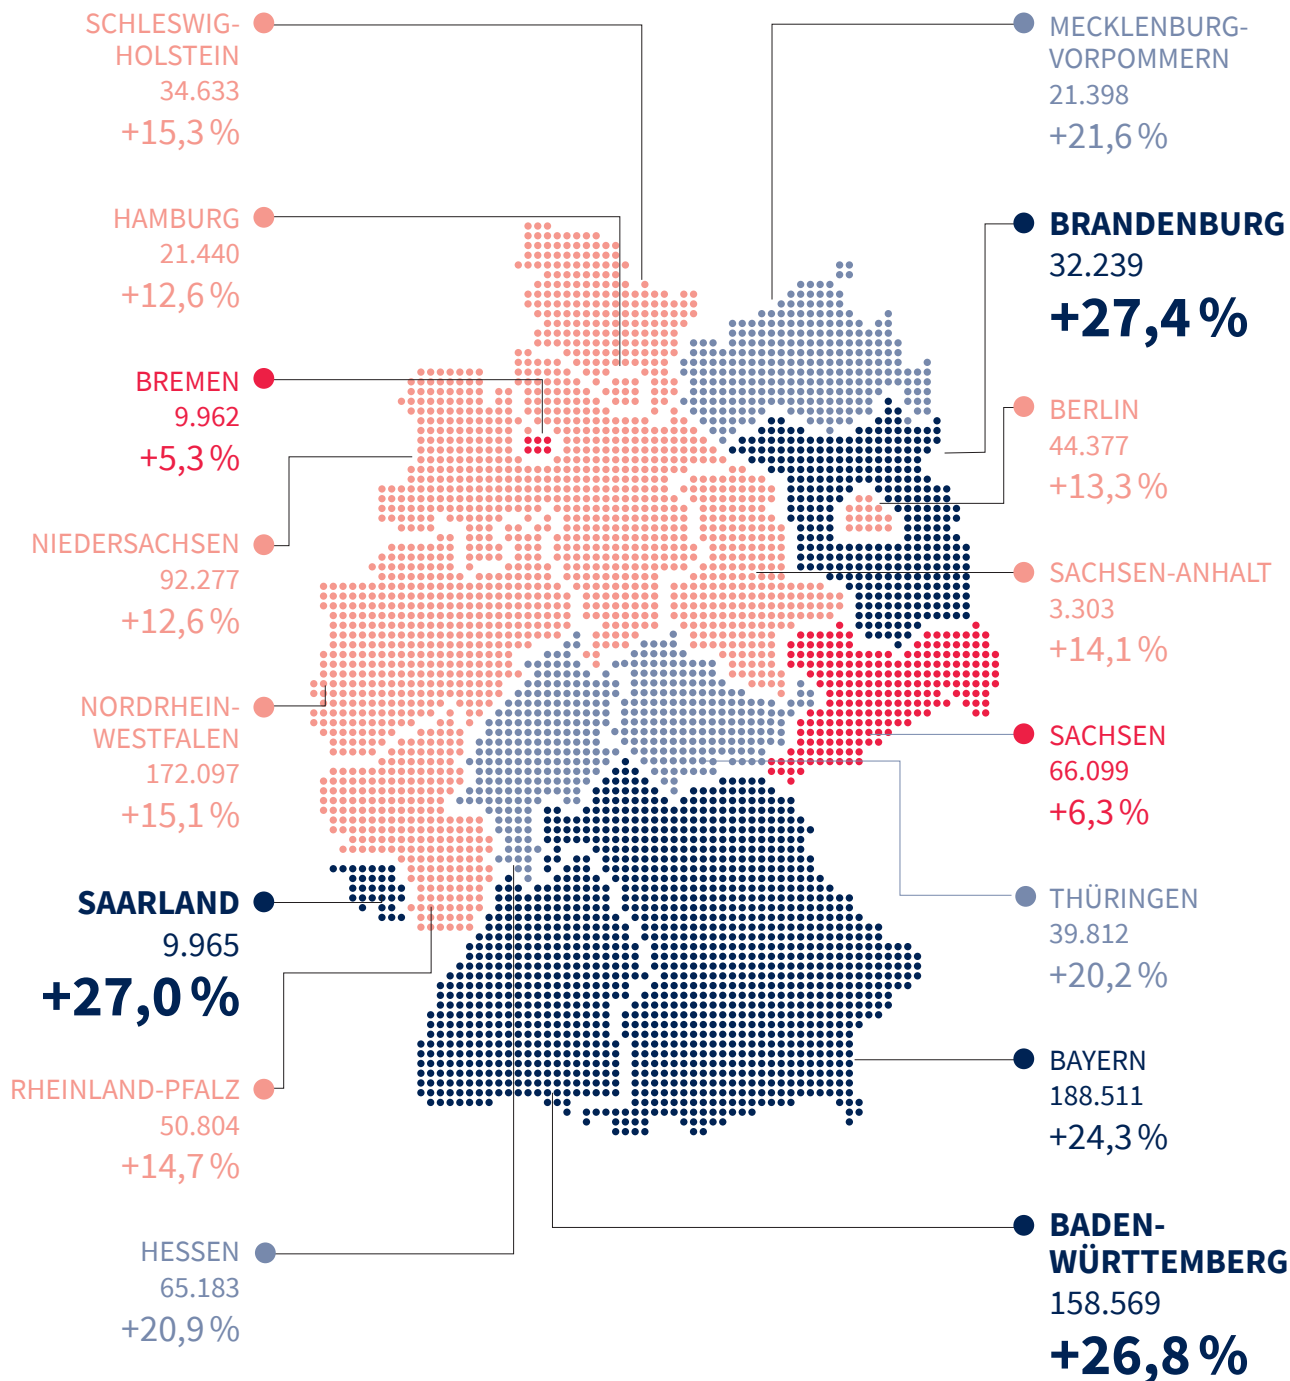 SCHLESWIG-
HOLSTEIN
34.633
+15,3 %
HAMBURG
21.440
+12,6 %
BREMEN
9.962
+5,3 %
NIEDERSACHSEN
92.277
+12,6 %
NORDRHEIN-
WESTFALEN
172.097
+15,1 %
SAARLAND
9.965
+27,0 %
RHEINLAND-PFALZ
50.804
+14,7 %
HESSEN
65.183
+20,9 %
MECKLENBURG-
VORPOMMERN
21.398
+21,6 %
BRANDENBURG
32.239
+27,4 %
BERLIN
44.377
+13,3 %
SACHSEN-ANHALT
3.303
+14,1 %
SACHSEN
66.099
+6,3 %
THÜRINGEN
39.812
+20,2 %
BAYERN
188.511
+24,3 %
BADEN-
WÜRTTEMBERG
158.569
+26,8 %